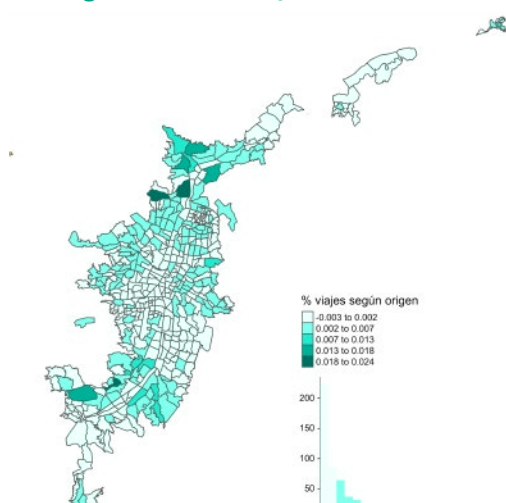 % viajes según origen
-0.003 to 0.002
0.002 to 0.007
0.007 to 0.013
0.013 to 0.018
0.018 to 0.024
200
150
100
50